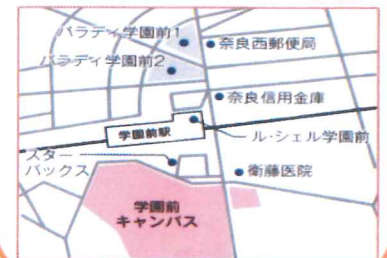 パラディ学園前1
奈良西郵便局
パラディ学園前2
奈良信用金庫
学園前駅
ル・シェル学園前
スター
バックス
衛藤医院
学園前
キャンパス